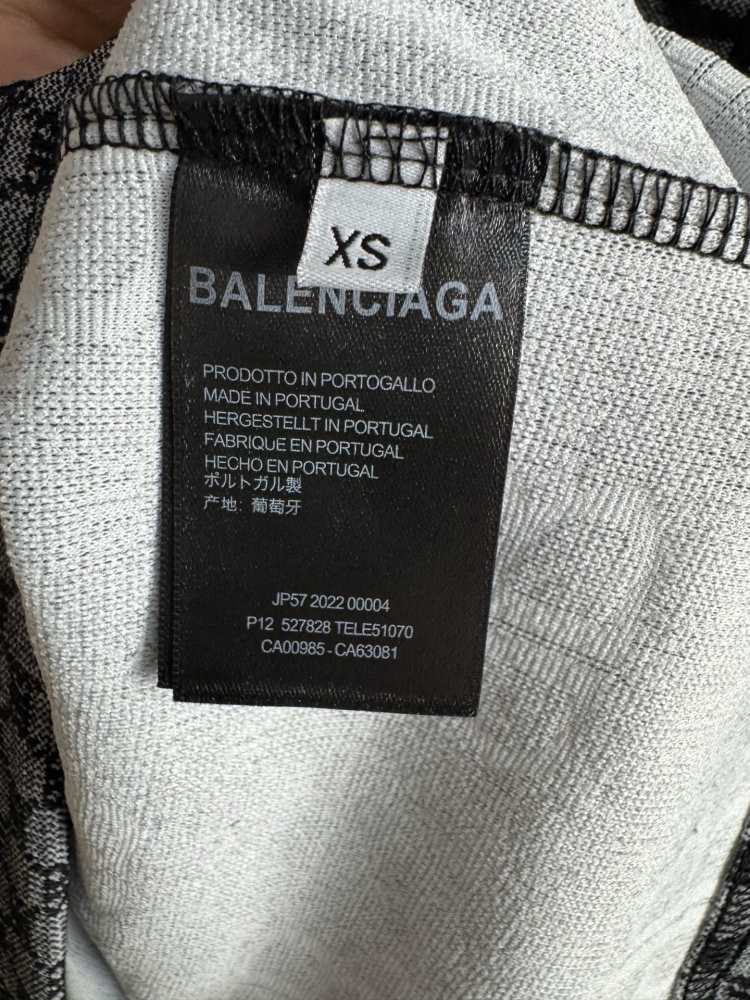 XS
BALENCIAGA
PRODOTTO IN PORTOGALLO
MADE IN PORTUGAL
HERGESTELLT IN PORTUGAL
FABRIQUE EN PORTUGAL
HECHO EN PORTUGAL
ポルトガル製
产地: 葡萄牙
JP57 2022 00004
P12 527828 TELE51070
CA00985 - CA63081